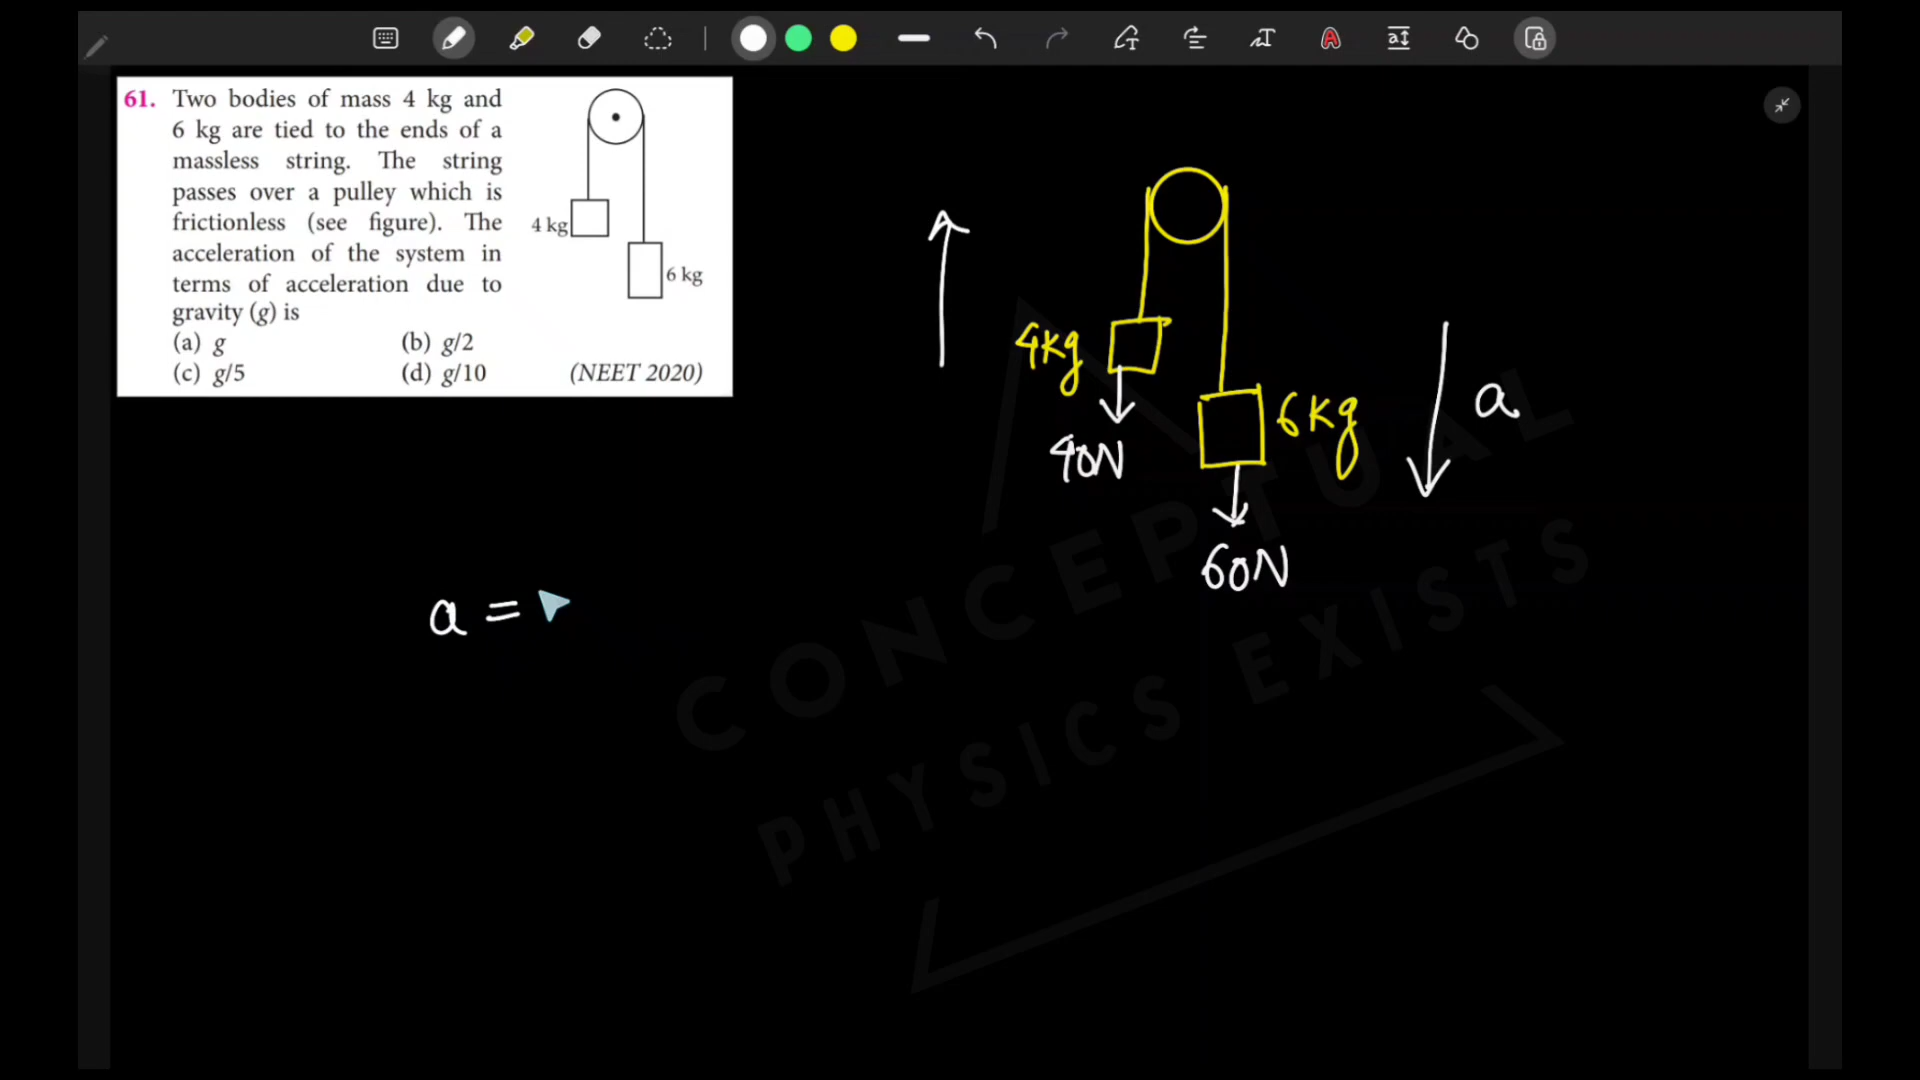 61. Two bodies of mass 4 kg and
6 kg are tied to the ends of a
massless string. The string
passes over a pulley which is
frictionless (see figure). The
acceleration of the system in
terms of acceleration due to
gravity (g) is
(a) g (b) g/2
(c) g/5 (d) g/10 (NEET 2020)
4 kg
6 kg
4kg
6kg
40N
60N
a
a =
CONCEPTUAL
PHYSICS EXISTS